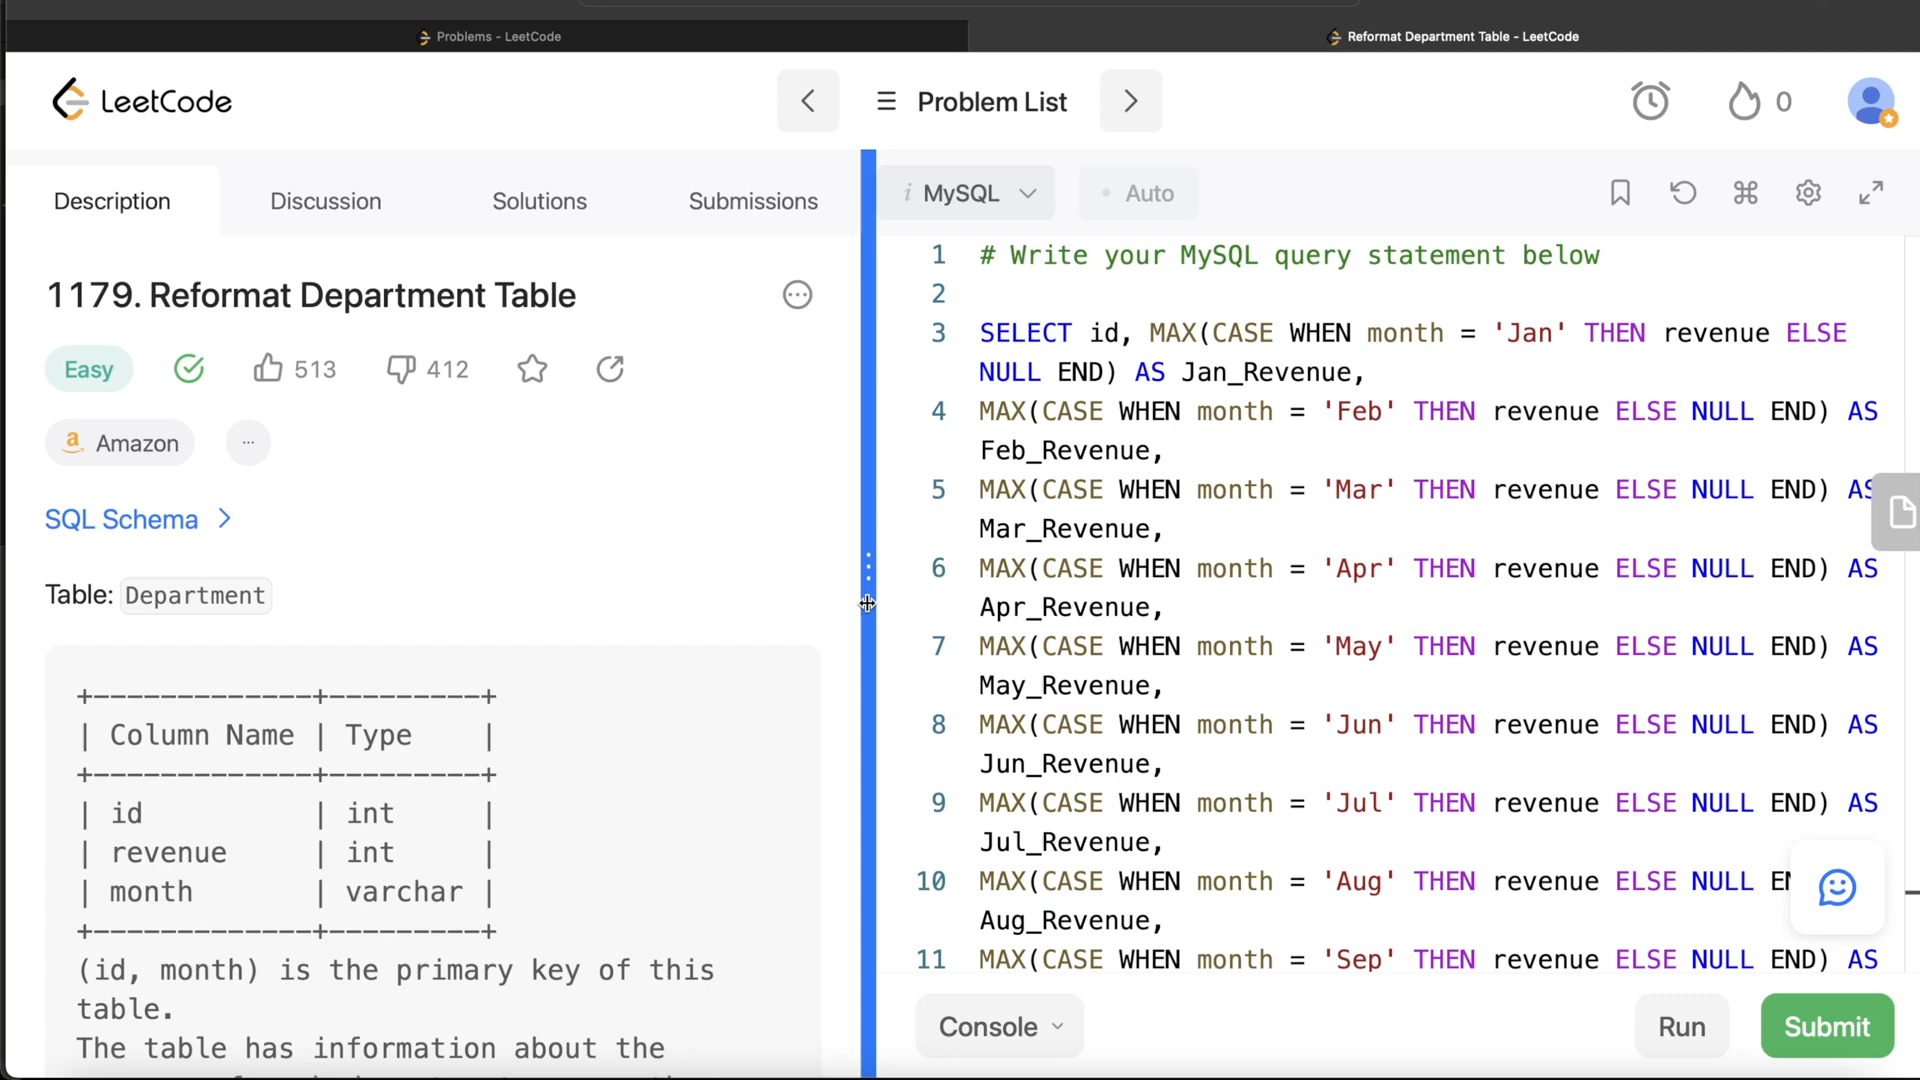 Problems - LeetCode
Reformat Department Table - LeetCode
LeetCode
Problem List
0
Description
Discussion
Solutions
Submissions
1179. Reformat Department Table
Easy
513
412
Amazon
...
SQL Schema
Table: Department
+-------------+---------+
| Column Name | Type    |
+-------------+---------+
| id          | int     |
| revenue     | int     |
| month       | varchar |
+-------------+---------+
(id, month) is the primary key of this
table.
The table has information about the
i MySQL
Auto
1 # Write your MySQL query statement below
2
3 SELECT id, MAX(CASE WHEN month = 'Jan' THEN revenue ELSE
NULL END) AS Jan_Revenue,
4 MAX(CASE WHEN month = 'Feb' THEN revenue ELSE NULL END) AS
Feb_Revenue,
5 MAX(CASE WHEN month = 'Mar' THEN revenue ELSE NULL END) AS
Mar_Revenue,
6 MAX(CASE WHEN month = 'Apr' THEN revenue ELSE NULL END) AS
Apr_Revenue,
7 MAX(CASE WHEN month = 'May' THEN revenue ELSE NULL END) AS
May_Revenue,
8 MAX(CASE WHEN month = 'Jun' THEN revenue ELSE NULL END) AS
Jun_Revenue,
9 MAX(CASE WHEN month = 'Jul' THEN revenue ELSE NULL END) AS
Jul_Revenue,
10 MAX(CASE WHEN month = 'Aug' THEN revenue ELSE NULL
Aug_Revenue,
11 MAX(CASE WHEN month = 'Sep' THEN revenue ELSE NULL END) AS
Console
Run
Submit